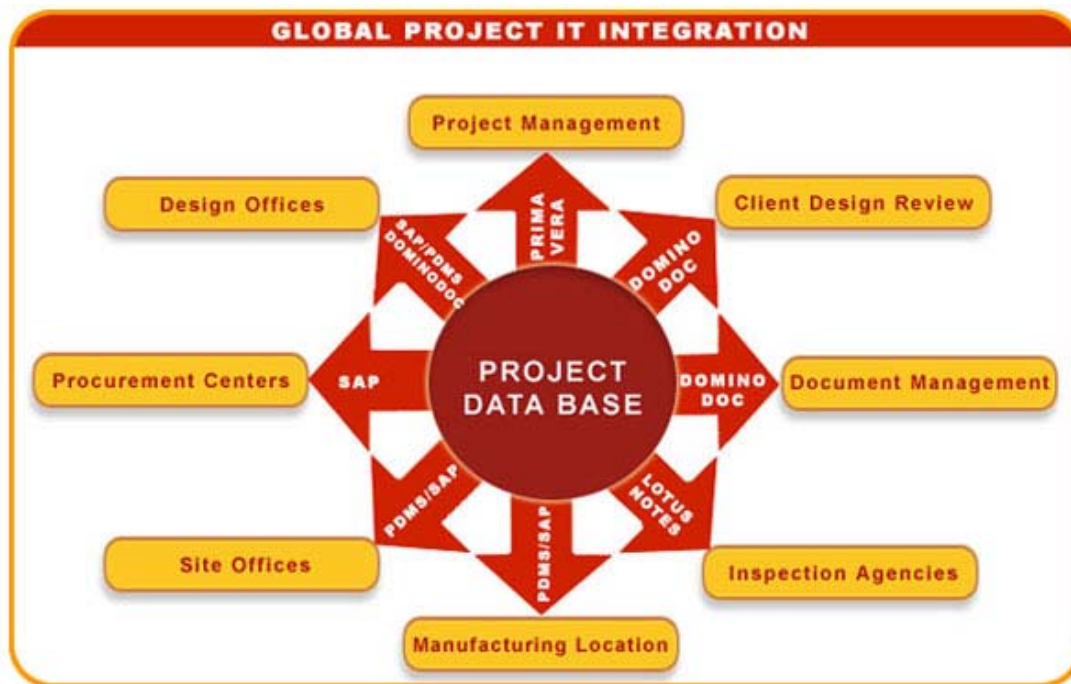 GLOBAL PROJECT IT INTEGRATION
Project Management
Design Offices
Client Design Review
SAP/PDMS
DOMINODOC
PRIMA
VERA
DOMINO
DOC
Procurement Centers
SAP
PROJECT
DATA BASE
DOMINO
DOC
Document Management
PDMS/SAP
PDMS/SAP
LOTUS
NOTES
Site Offices
Inspection Agencies
Manufacturing Location